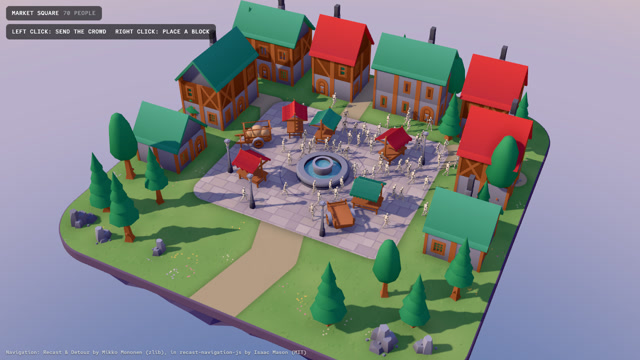 MARKET SQUARE 70 PEOPLE
LEFT CLICK: SEND THE CROWD RIGHT CLICK: PLACE A BLOCK
Navigation: Recast & Detour by Mikko Mononen (zlib), in recast-navigation-js by Isaac Mason (MIT)